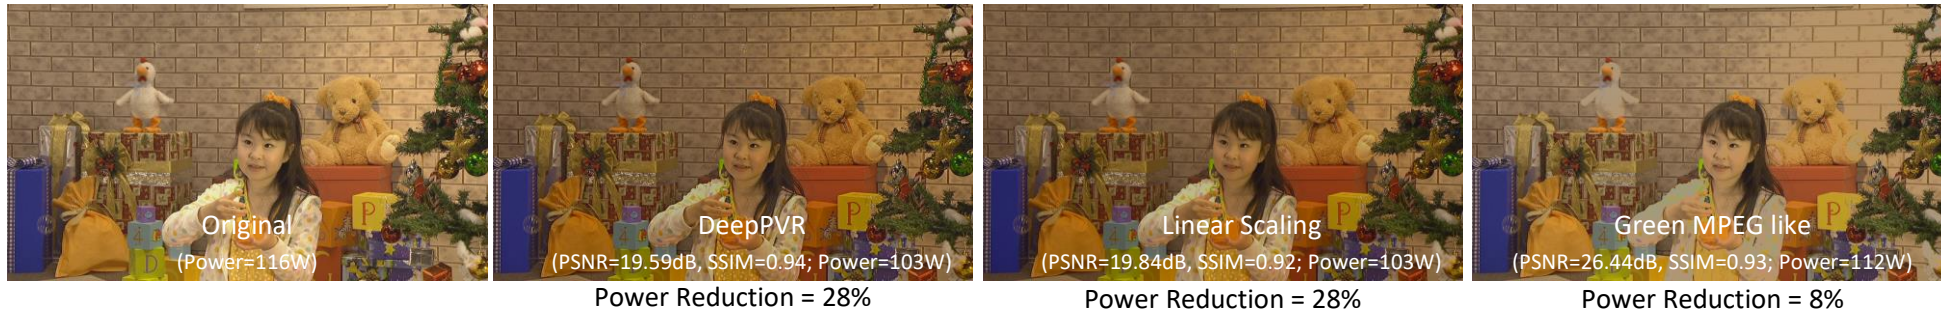 Original
(Power=116W)
DeepPVR
(PSNR=19.59dB, SSIM=0.94; Power=103W)
Power Reduction = 28%
Linear Scaling
(PSNR=19.84dB, SSIM=0.92; Power=103W)
Power Reduction = 28%
Green MPEG like
(PSNR=26.44dB, SSIM=0.93; Power=112W)
Power Reduction = 8%